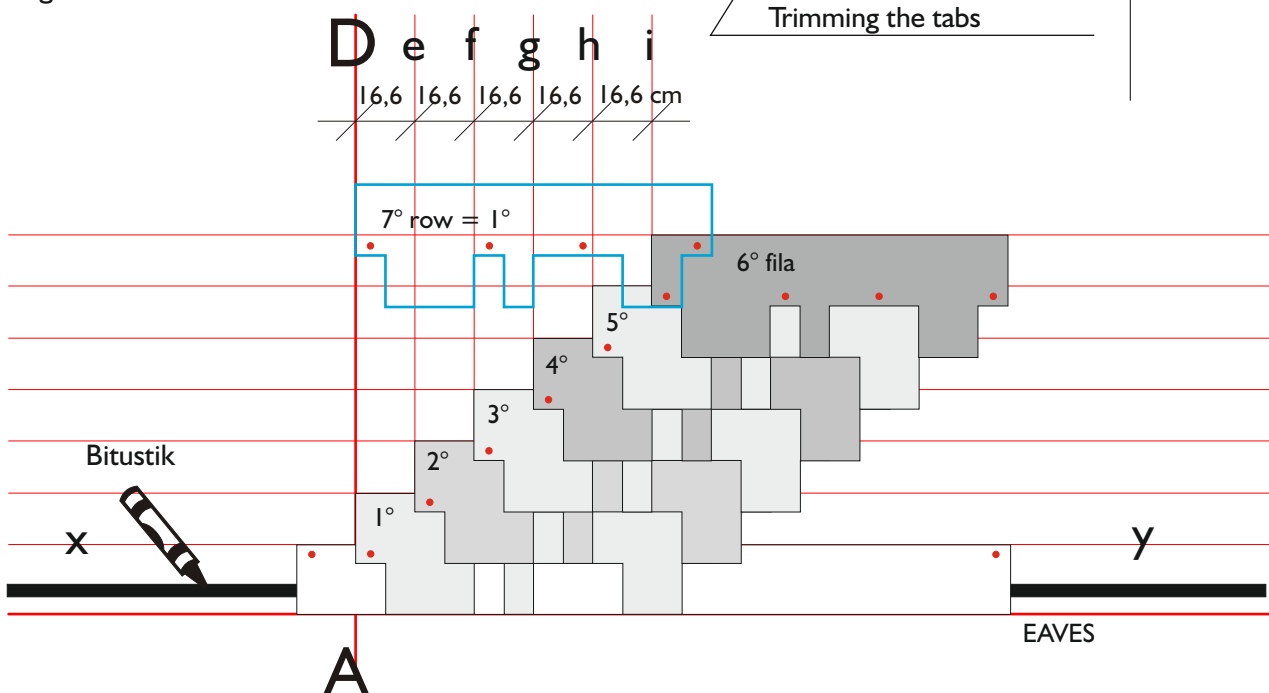 Trimming the tabs
D e f g h i
16,6 16,6 16,6 16,6 16,6 cm
7° row = 1°
6° fila
5°
4°
3°
2°
1°
Bitustik
x
y
EAVES
A